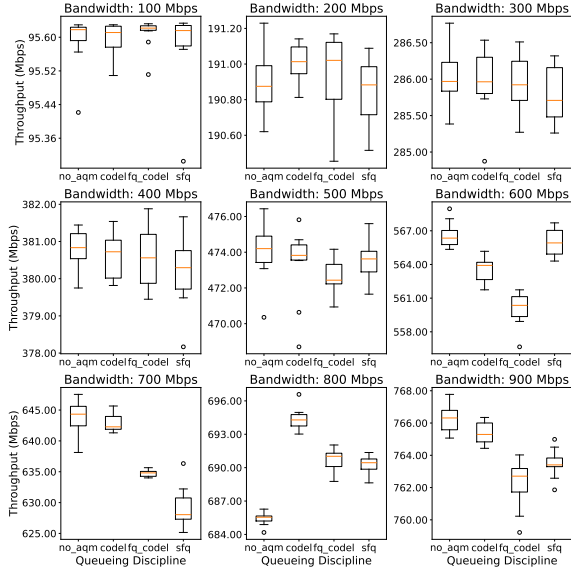 Bandwidth: 100 Mbps
Bandwidth: 200 Mbps
Bandwidth: 300 Mbps
Throughput (Mbps)
95.60
95.52
95.44
95.36
191.20
191.00
190.80
190.60
286.50
286.00
285.50
285.00
no_aqm codel fq_codel sfq
no_aqm codel fq_codel sfq
no_aqm codel fq_codel sfq
Bandwidth: 400 Mbps
Bandwidth: 500 Mbps
Bandwidth: 600 Mbps
Throughput (Mbps)
382.00
381.00
380.00
379.00
378.00
476.00
474.00
472.00
470.00
567.00
564.00
561.00
558.00
no_aqm codel fq_codel sfq
no_aqm codel fq_codel sfq
no_aqm codel fq_codel sfq
Bandwidth: 700 Mbps
Bandwidth: 800 Mbps
Bandwidth: 900 Mbps
Throughput (Mbps)
645.00
640.00
635.00
630.00
625.00
696.00
693.00
690.00
687.00
684.00
768.00
766.00
764.00
762.00
760.00
no_aqm codel fq_codel sfq
no_aqm codel fq_codel sfq
no_aqm codel fq_codel sfq
Queueing Discipline
Queueing Discipline
Queueing Discipline